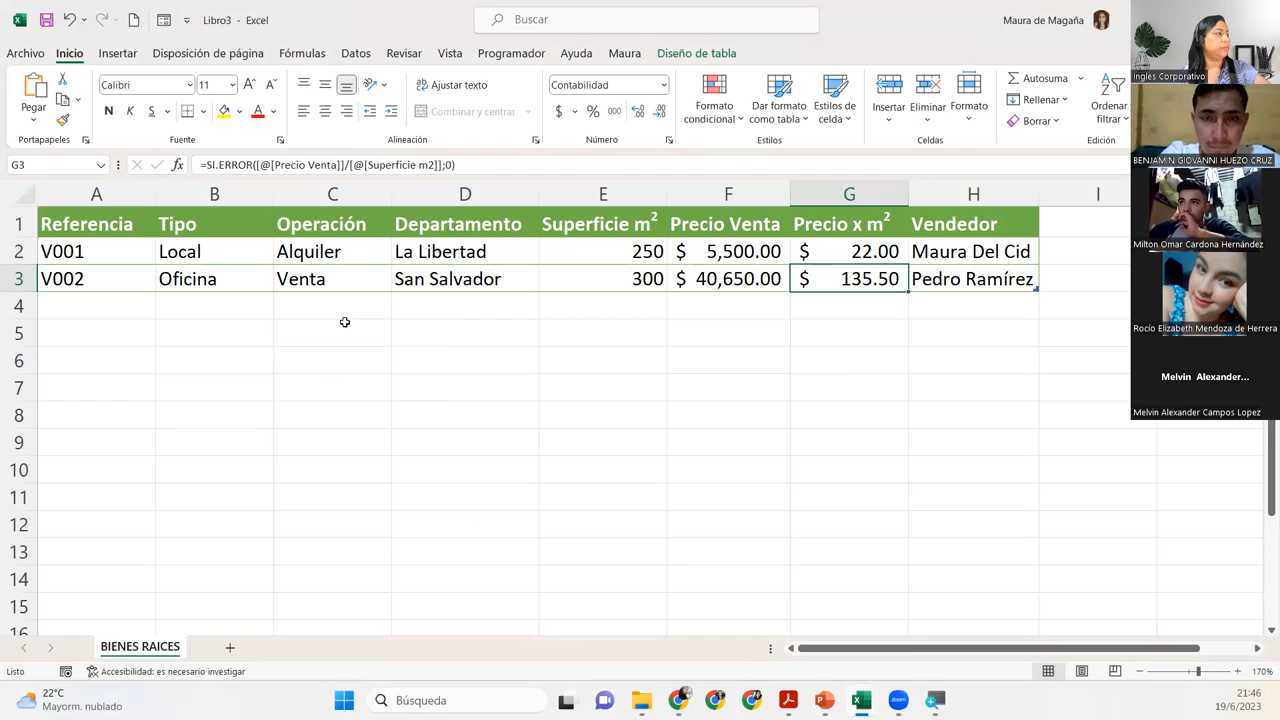 Libro3 - Excel
Buscar
Maura de Magaña
Archivo Inicio Insertar Disposición de página Fórmulas Datos Revisar Vista Programador Ayuda Maura Diseño de tabla
Pegar
Portapapeles
Calibri 11
N K S
Fuente
ab Ajustar texto
Combinar y centrar
Alineación
Contabilidad
$ % 000
Número
Formato condicional
Dar formato como tabla
Estilos de celda
Estilos
Insertar Eliminar Formato
Celdas
Autosuma
Rellenar
Borrar
Ordenar filtrar
Edición
G3
=SI.ERROR([@[Precio Venta]]/[@[Superficie m2]];0)
A B C D E F G H I
1 Referencia Tipo Operación Departamento Superficie m² Precio Venta Precio x m² Vendedor
2 V001 Local Alquiler La Libertad 250 $ 5,500.00 $ 22.00 Maura Del Cid
3 V002 Oficina Venta San Salvador 300 $ 40,650.00 $ 135.50 Pedro Ramírez
4
5
6
7
8
9
10
11
12
13
14
15
16
Ingles Corporativo
BENJAMIN GIOVANNI HUEZO CRUZ
Milton Omar Cardona Hernández
Rocío Elizabeth Mendoza de Herrera
Melvin Alexander...
Melvin Alexander Campos Lopez
BIENES RAICES
Listo
Accesibilidad: es necesario investigar
170%
22°C
Mayorm. nublado
Búsqueda
21:46
19/6/2023